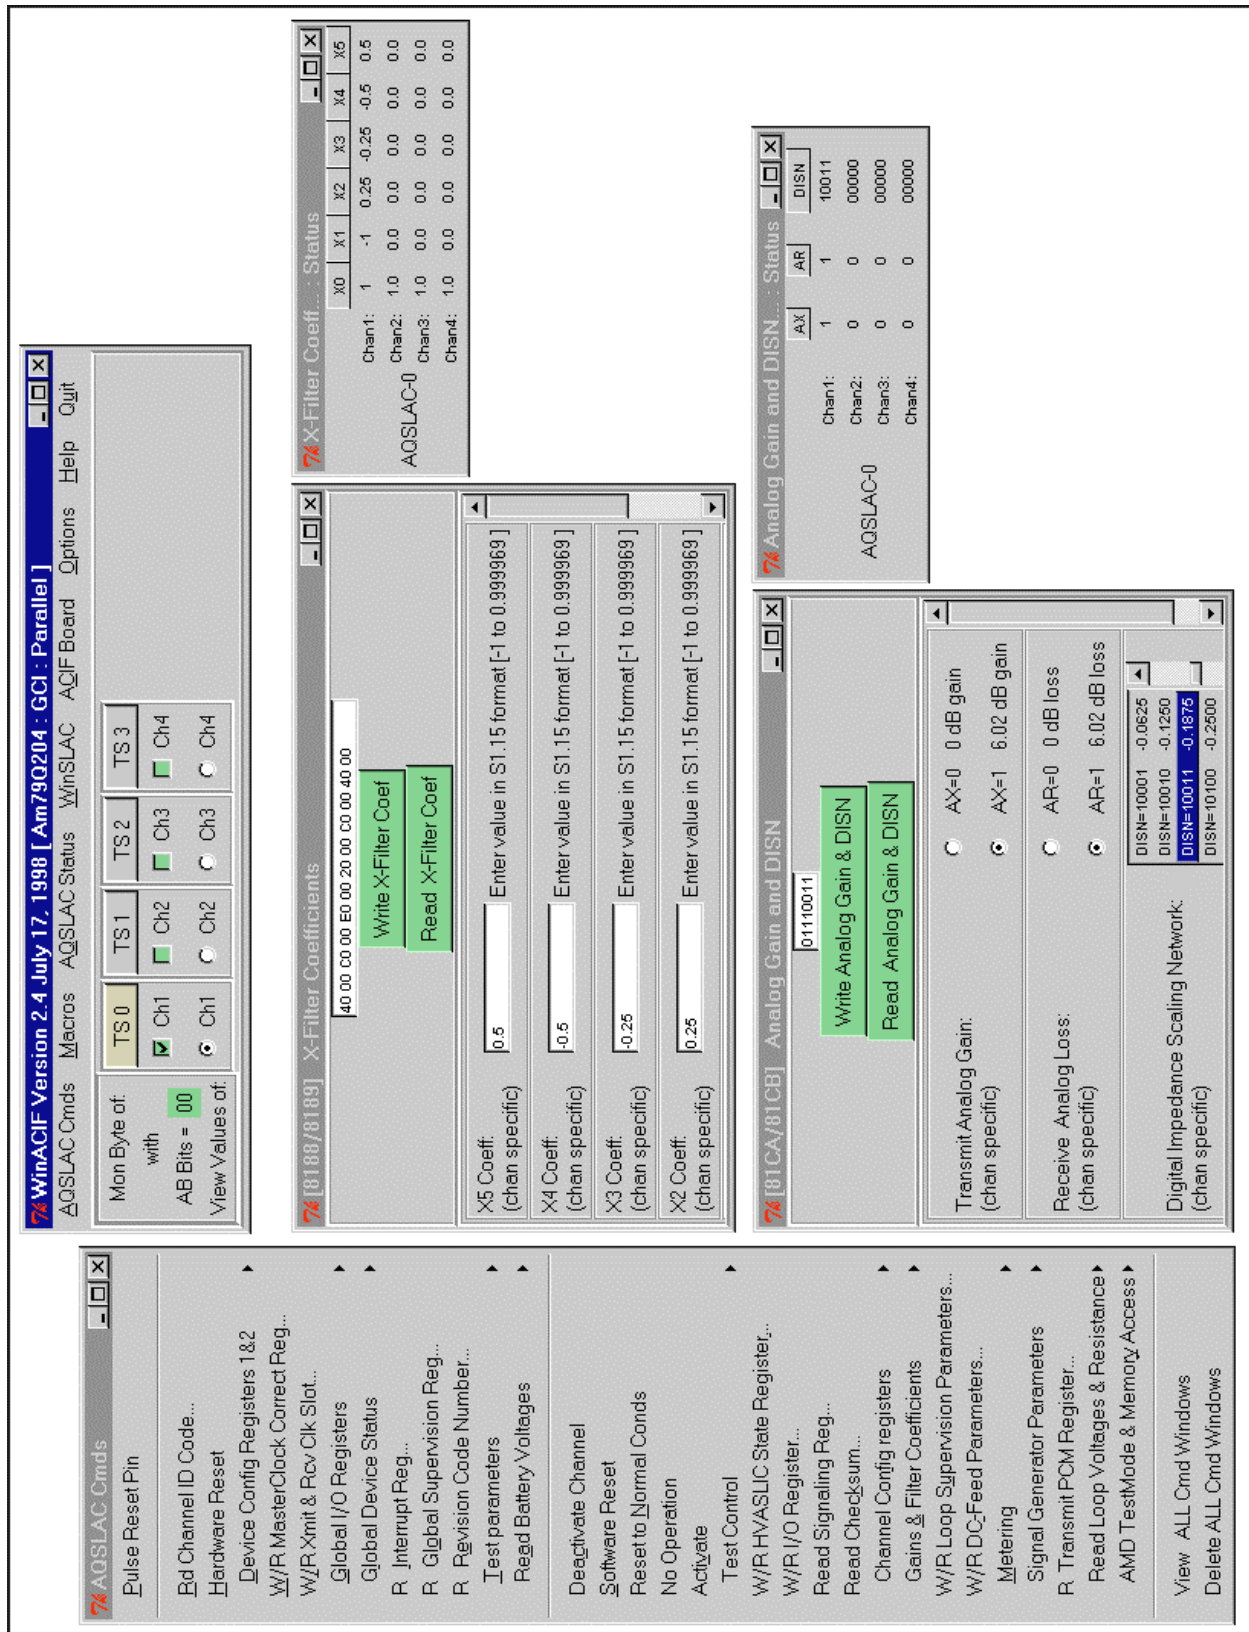 AQSLAC Cmds
Pulse Reset Pin
Rd Channel ID Code...
Hardware Reset
Device Config Registers 1&2
W/R MasterClock Correct Reg...
W/R Xmit & Rcv Clk Slot...
Global I/O Registers
Global Device Status
R Interrupt Reg...
R Global Supervision Reg...
R Revision Code Number...
Test parameters
Read Battery Voltages
Deactivate Channel
Software Reset
Reset to Normal Conds
No Operation
Activate
Test Control
W/R HVASLIC State Register,..
W/R I/O Register...
Read Signaling Reg...
Read Checksum...
Channel Config registers
Gains & Filter Coefficients
W/R Loop Supervision Parameters...
W/R DC-Feed Parameters...
Metering
Signal Generator Parameters
R Transmit PCM Register...
Read Loop Voltages & Resistance
AMD TestMode & Memory Access
View ALL Cmd Windows
Delete ALL Cmd Windows
WinACIF Version 2.4 July 17, 1998 [ Am79Q204 : GCI : Parallel ]
AQSLAC Cmds Macros AQSLAC Status WinSLAC ACIF Board Options Help Quit
Mon Byte of: TS 0 TS 1 TS 2 TS 3
with Ch1 Ch2 Ch3 Ch4
AB Bits = 00
View Values of: Ch1 Ch2 Ch3 Ch4
[8188/8189] X-Filter Coefficients
40 00 C0 00 E0 00 20 00 C0 00 40 00
Write X-Filter Coef
Read X-Filter Coef
X5 Coeff: 0.5 Enter value in S1.15 format [-1 to 0.999969 ]
(chan specific)
X4 Coeff: -0.5 Enter value in S1.15 format [-1 to 0.999969 ]
(chan specific)
X3 Coeff: -0.25 Enter value in S1.15 format [-1 to 0.999969 ]
(chan specific)
X2 Coeff: 0.25 Enter value in S1.15 format [-1 to 0.999969 ]
(chan specific)
X-Filter Coeff... : Status
X0 X1 X2 X3 X4 X5
Chan1: 1 -1 0.25 -0.25 -0.5 0.5
Chan2: 1.0 0.0 0.0 0.0 0.0 0.0
AQSLAC-0
Chan3: 1.0 0.0 0.0 0.0 0.0 0.0
Chan4: 1.0 0.0 0.0 0.0 0.0 0.0
[81CA/81CB] Analog Gain and DISN
01110011
Write Analog Gain & DISN
Read Analog Gain & DISN
Transmit Analog Gain: AX=0 0 dB gain
(chan specific) AX=1 6.02 dB gain
Receive Analog Loss: AR=0 0 dB loss
(chan specific) AR=1 6.02 dB loss
DISN=10001 -0.0625
DISN=10010 -0.1250
Digital Impedance Scaling Network: DISN=10011 -0.1875
(chan specific) DISN=10100 -0.2500
Analog Gain and DISN... : Status
AX AR DISN
Chan1: 1 1 10011
Chan2: 0 0 00000
AQSLAC-0
Chan3: 0 0 00000
Chan4: 0 0 00000